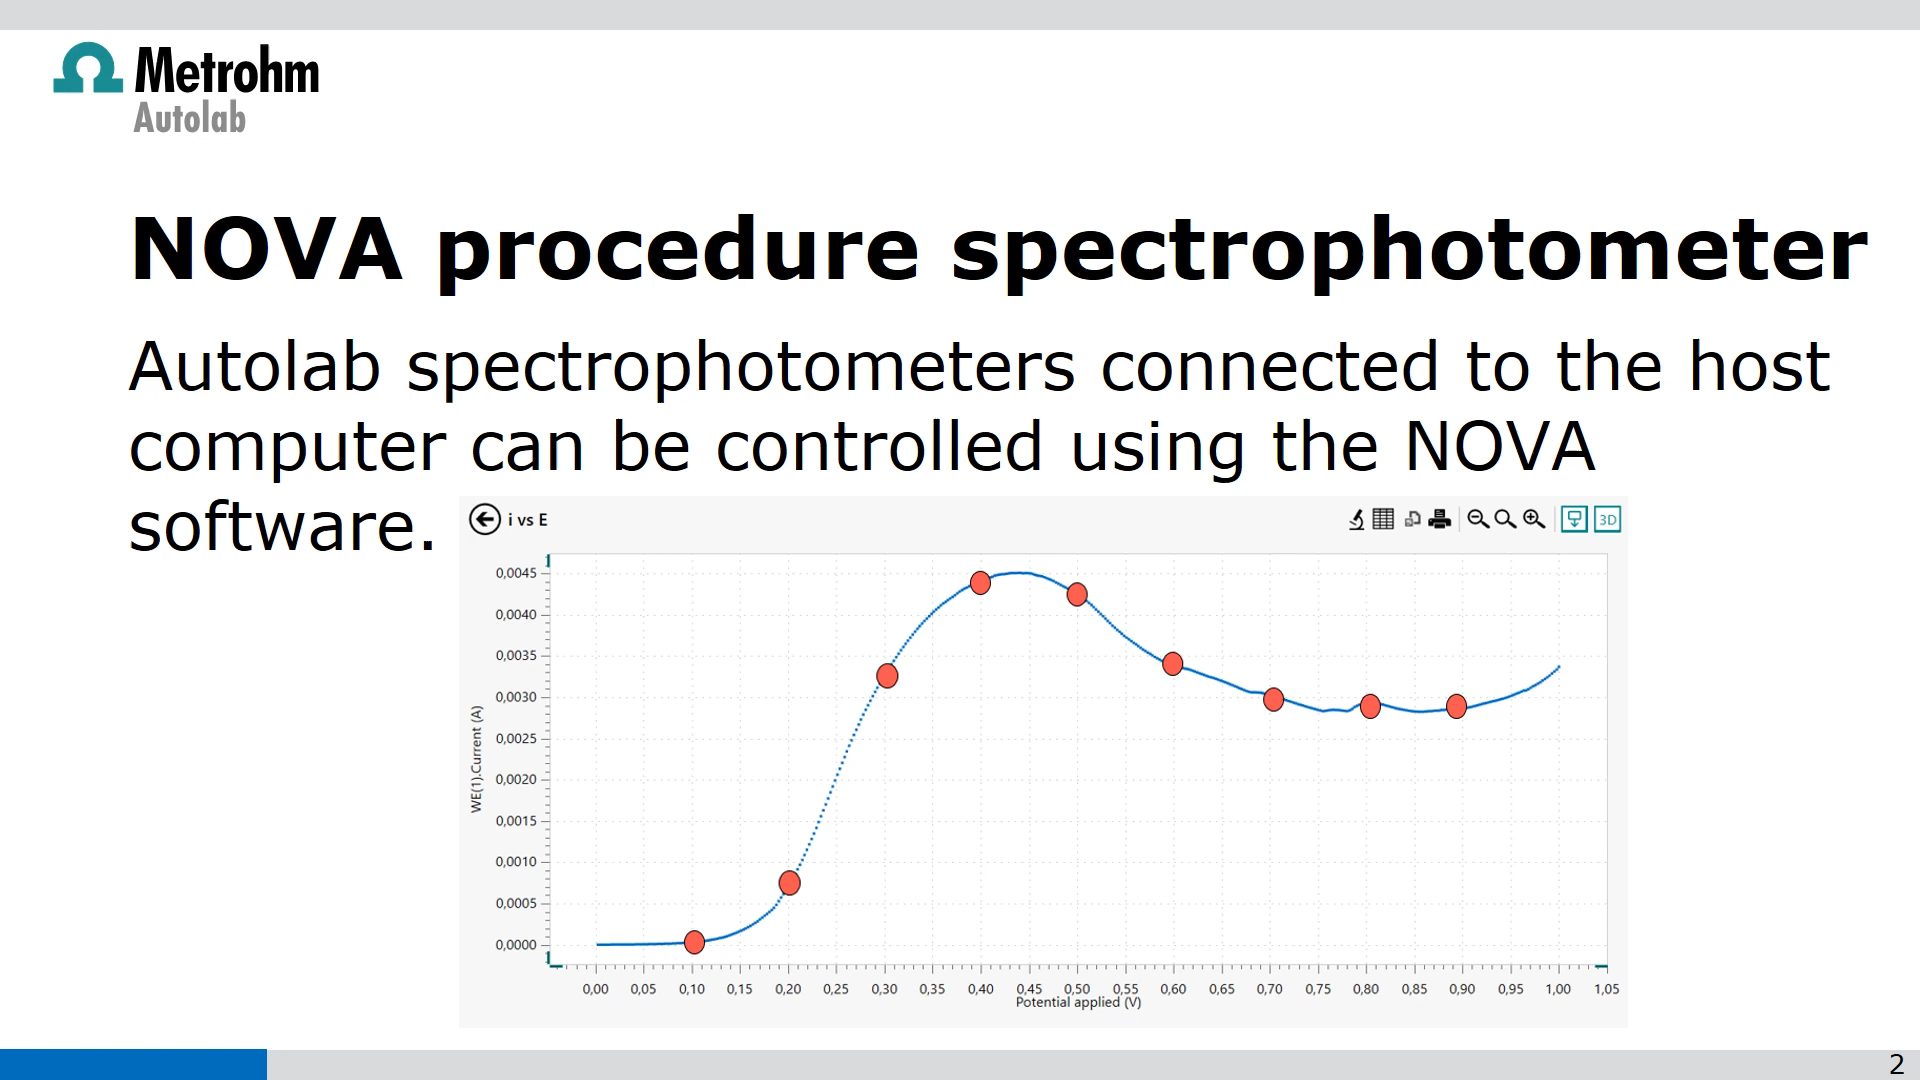 Metrohm
Autolab
NOVA procedure spectrophotometer
Autolab spectrophotometers connected to the host
computer can be controlled using the NOVA
software.
i vs E
3D
0,0045
0,0040
0,0035
0,0030
0,0025
0,0020
0,0015
0,0010
0,0005
0,0000
WE(1).Current (A)
0,00 0,05 0,10 0,15 0,20 0,25 0,30 0,35 0,40 0,45 0,50 0,55 0,60 0,65 0,70 0,75 0,80 0,85 0,90 0,95 1,00 1,05
Potential applied (V)
2